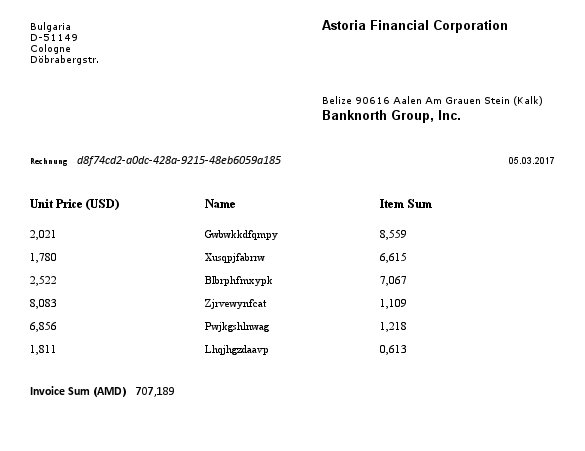 Bulgaria
D-51149
Cologne
Döbrabergstr.
Astoria Financial Corporation
Belize 90616 Aalen Am Grauen Stein (Kalk)
Banknorth Group, Inc.
Rechnung d8f74cd2-a0dc-428a-9215-48eb6059a185 05.03.2017
Unit Price (USD) Name Item Sum
2,021 Gwbwkkdfqmpy 8,559
1,780 Xusqpjfabrrw 6,615
2,522 Blbrphfmxypk 7,067
8,083 Zjrvewynfcat 1,109
6,856 Pwjkgshlnwag 1,218
1,811 Lhqjhgzdaavp 0,613
Invoice Sum (AMD) 707,189